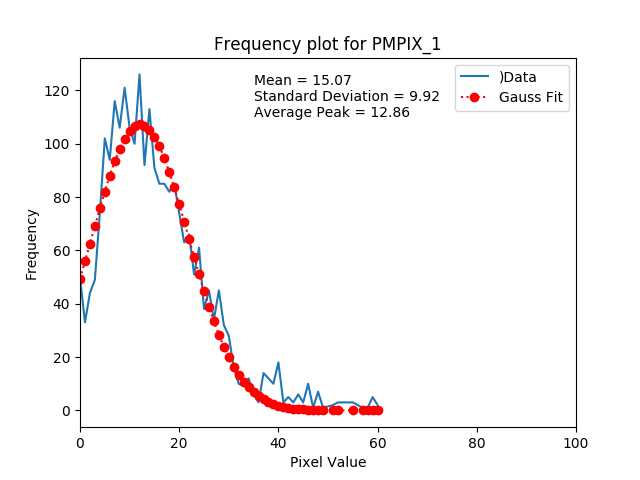 Frequency plot for PMPIX_1
Mean = 15.07
Standard Deviation = 9.92
Average Peak = 12.86
)Data
Gauss Fit
Frequency
120
100
80
60
40
20
0
0 20 40 60 80 100
Pixel Value